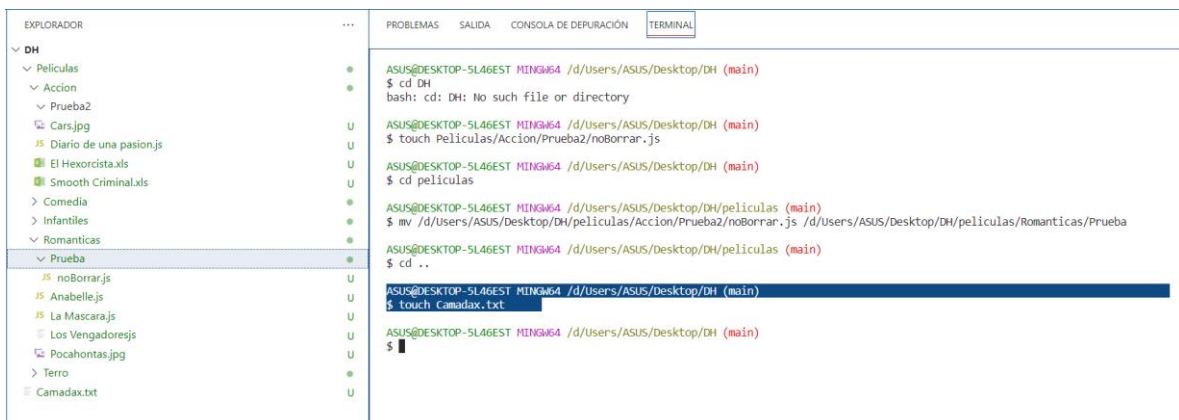 EXPLORADOR ...
DH
Peliculas
Accion
Prueba2
Cars.jpg U
JS Diario de una pasion.js U
El Hexorcista.xls U
Smooth Criminal.xls U
Comedia
Infantiles
Romanticas
Prueba
JS noBorrar.js U
JS Anabelle.js U
JS La Mascara.js U
Los Vengadoresjs U
Pocahontas.jpg U
Terro
Camadax.txt U
PROBLEMAS SALIDA CONSOLA DE DEPURACIÓN TERMINAL
ASUS@DESKTOP-5L46EST MINGW64 /d/Users/ASUS/Desktop/DH (main)
$ cd DH
bash: cd: DH: No such file or directory
ASUS@DESKTOP-5L46EST MINGW64 /d/Users/ASUS/Desktop/DH (main)
$ touch Peliculas/Accion/Prueba2/noBorrar.js
ASUS@DESKTOP-5L46EST MINGW64 /d/Users/ASUS/Desktop/DH (main)
$ cd peliculas
ASUS@DESKTOP-5L46EST MINGW64 /d/Users/ASUS/Desktop/DH/peliculas (main)
$ mv /d/Users/ASUS/Desktop/DH/peliculas/Accion/Prueba2/noBorrar.js /d/Users/ASUS/Desktop/DH/peliculas/Romanticas/Prueba
ASUS@DESKTOP-5L46EST MINGW64 /d/Users/ASUS/Desktop/DH/peliculas (main)
$ cd ..
ASUS@DESKTOP-5L46EST MINGW64 /d/Users/ASUS/Desktop/DH (main)
$ touch Camadax.txt
ASUS@DESKTOP-5L46EST MINGW64 /d/Users/ASUS/Desktop/DH (main)
$